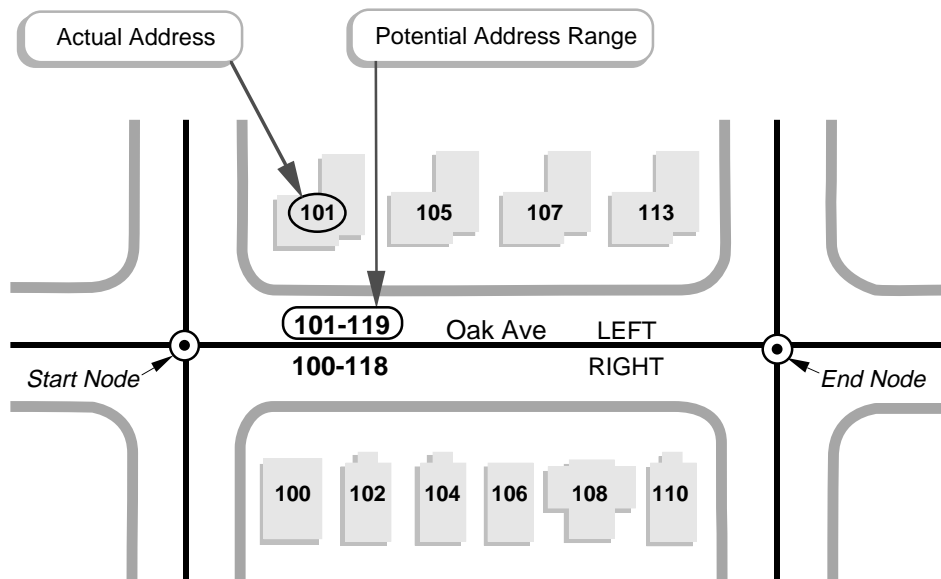 Actual Address
Potential Address Range
101
105
107
113
101-119
Oak Ave
LEFT
100-118
RIGHT
Start Node
End Node
100
102
104
106
108
110